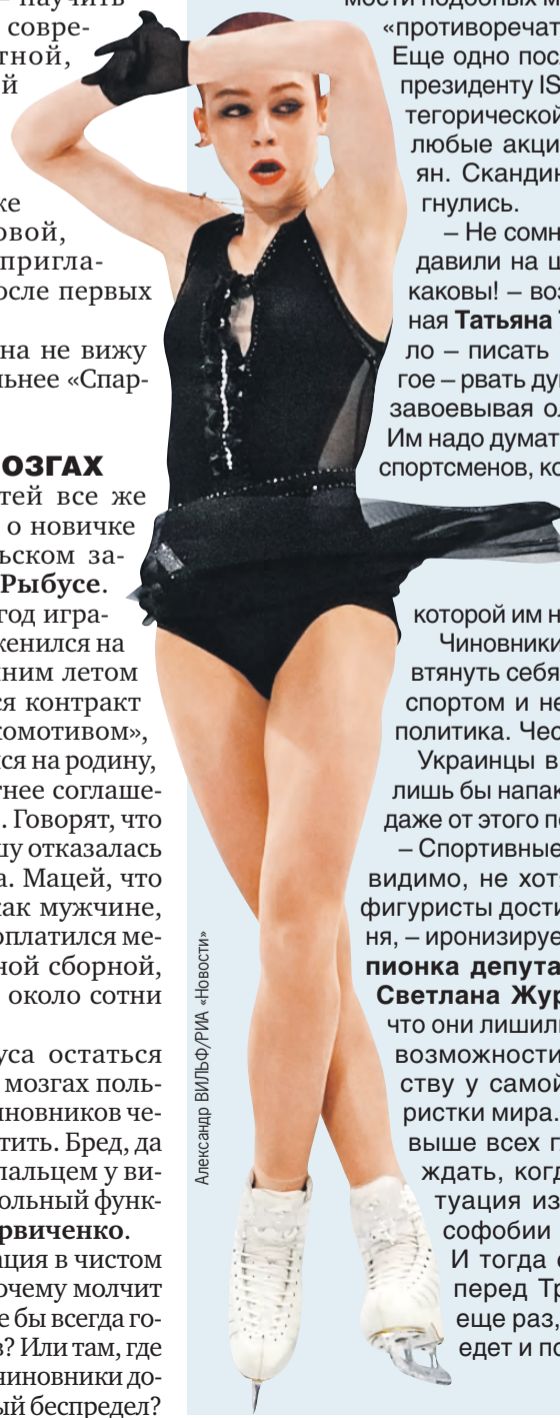 научить
совре-
тной,
й
же
овой,
пригла-
осле первых
на не вижу
льнее «Спар-
ОЗГАХ
тей все же
о новичке
ьском за-
Рыбусе.
год игра-
женился на
ним летом
ся контракт
комотивом»,
лся на родину,
тнее соглаше-
. Говорят, что
шу отказалась
а. Мацей, что
как мужчине,
оплатился ме-
ной сборной,
около сотни
уса остаться
мозгах поль-
иновников че-
тить. Бред, да
пальцем у ви-
ольный функ-
рвиченко.
ация в чистом
очему молчит
е бы всегда го-
в? Или там, где
чиновники до-
ый беспредел?
Александр ВИЛЬФ/РИА «Новости»
мости подобных м
«противоречат
Еще одно пос
президенту IS
тегорической
любые акци
ян. Скандин
гнулись.
– Не сомн
давили на ш
каковы! – воз
ная Татьяна
ло – писать
гое – рвать ду
завоевывая о
Им надо думат
спортсменов, ко
которой им н
Чиновники
втянуть себя
спортом и не
политика. Чес
Украинцы в
лишь бы напак
даже от этого п
– Спортивные
видимо, не хот
фигуристы дости
ня, – иронизируе
пионка депута
Светлана Жур
что они лишил
возможности
ству у самой
ристки мира.
выше всех п
ждать, когд
туация из
софобии
И тогда
перед Тр
еще раз,
едет и по